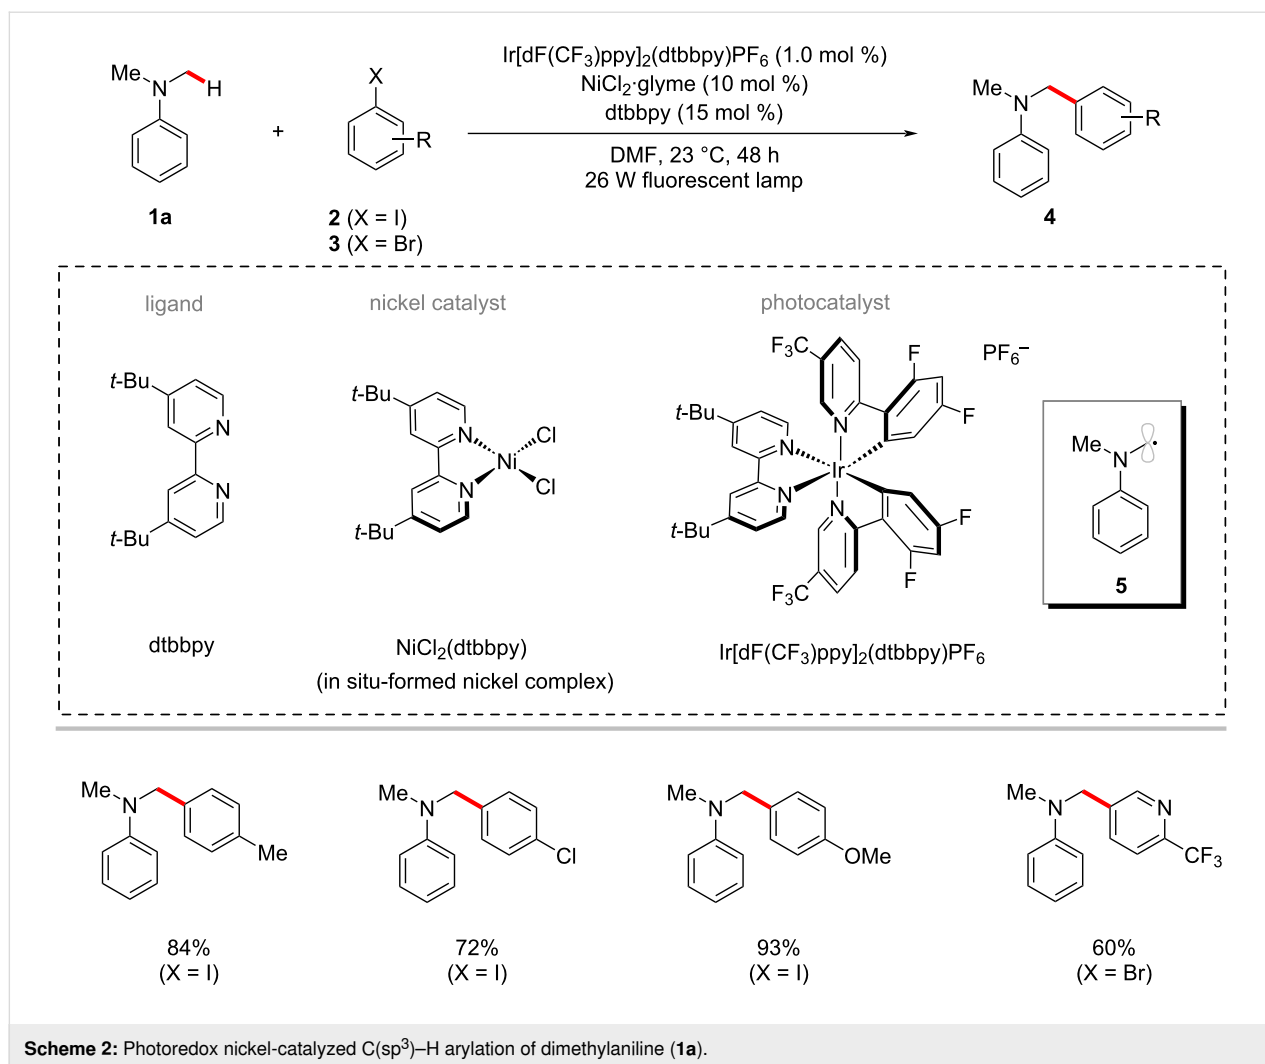 Me
N
H
+
X
R
Ir[dF(CF3)ppy]2(dtbbpy)PF6 (1.0 mol %)
NiCl2·glyme (10 mol %)
dtbbpy (15 mol %)
DMF, 23 °C, 48 h
26 W fluorescent lamp
Me
N
R
1a
2 (X = I)
3 (X = Br)
4
ligand
nickel catalyst
photocatalyst
t-Bu
N
N
t-Bu
t-Bu
N
N
Ni
Cl
Cl
t-Bu
F3C
F
F
PF6−
t-Bu
N
N
N
Ir
N
t-Bu
F
F
F3C
Me
N
·
5
dtbbpy
NiCl2(dtbbpy)
(in situ-formed nickel complex)
Ir[dF(CF3)ppy]2(dtbbpy)PF6
Me
N
Me
84%
(X = I)
Me
N
Cl
72%
(X = I)
Me
N
OMe
93%
(X = I)
Me
N
N
CF3
60%
(X = Br)
Scheme 2: Photoredox nickel-catalyzed C(sp3)–H arylation of dimethylaniline (1a).